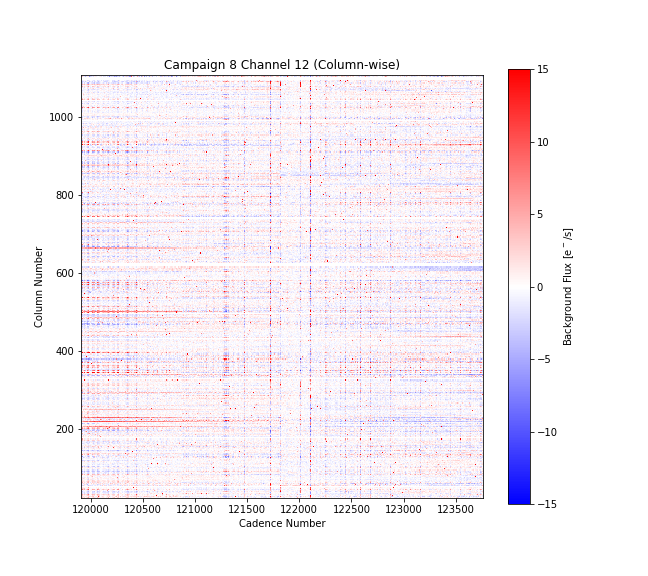 Campaign 8 Channel 12 (Column-wise)
1000
800
600
400
200
Column Number
120000 120500 121000 121500 122000 122500 123000 123500
Cadence Number
15
10
5
0
−5
−10
−15
Background Flux [e⁻/s]